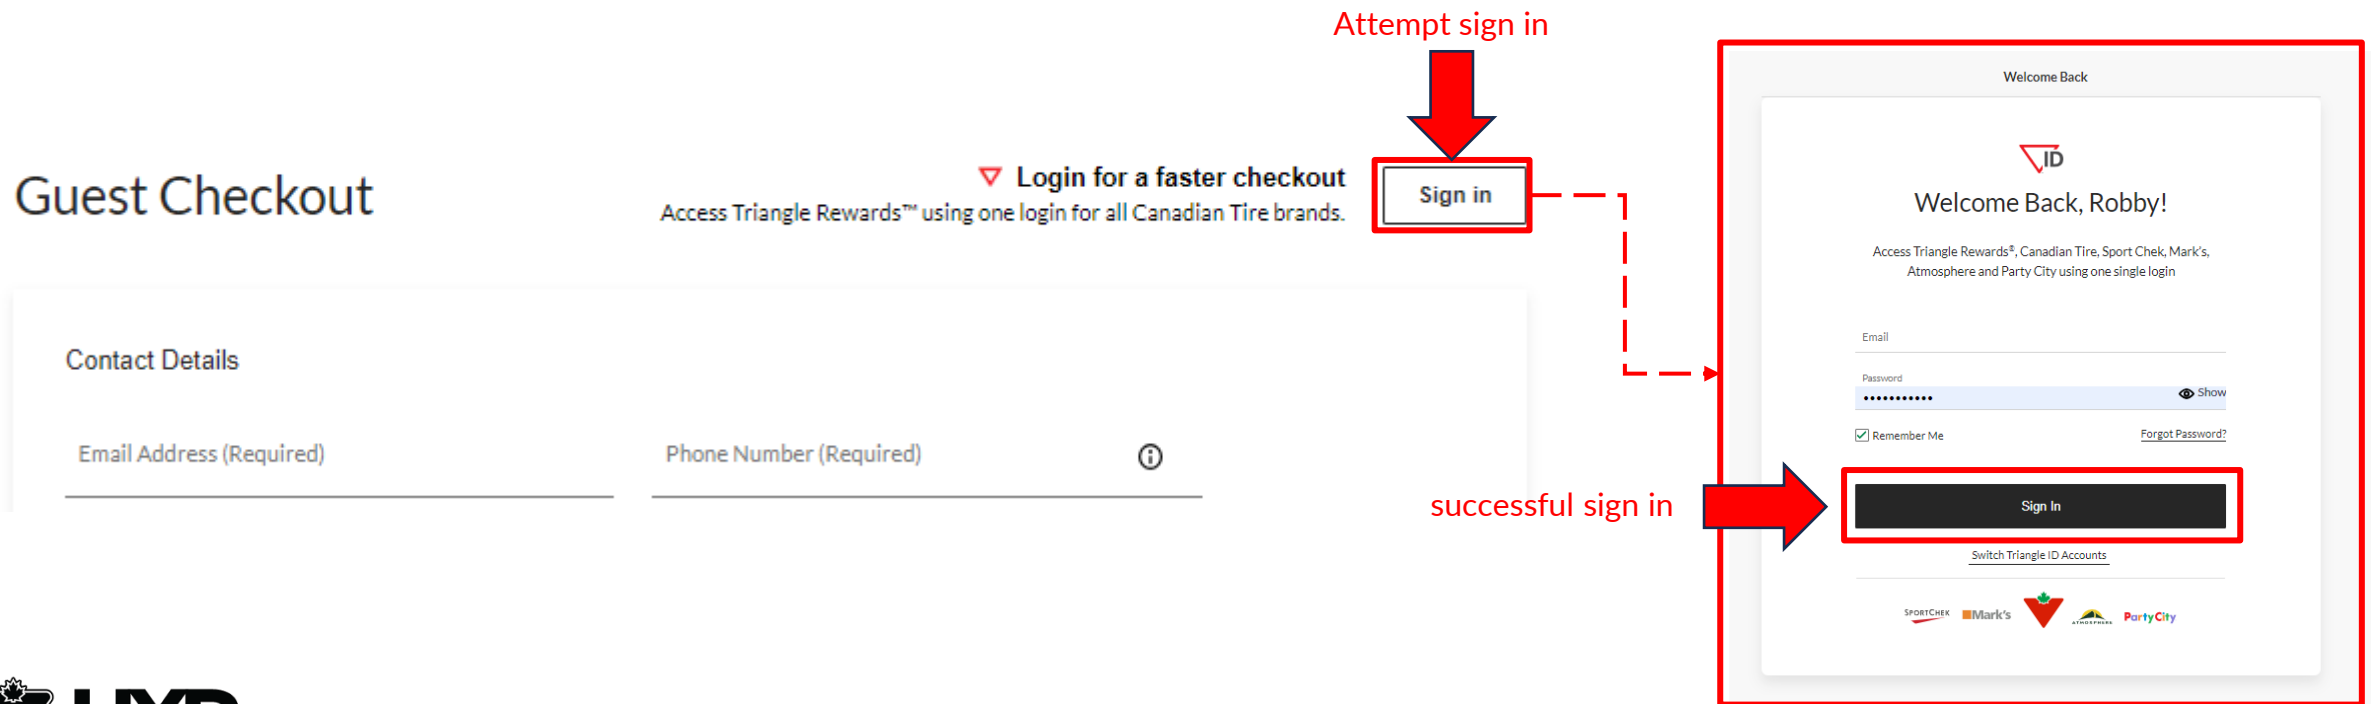 Attempt sign in
Guest Checkout
Login for a faster checkout
Access Triangle Rewards™ using one login for all Canadian Tire brands.
Sign in
Contact Details
Email Address (Required)
Phone Number (Required)
successful sign in
Welcome Back
ID
Welcome Back, Robby!
Access Triangle Rewards®, Canadian Tire, Sport Chek, Mark's,
Atmosphere and Party City using one single login
Email
Password
•••••••••••
Show
Remember Me
Forgot Password?
Sign In
Switch Triangle ID Accounts
SPORTCHEK
Mark's
ATMOSPHERE
PartyCity